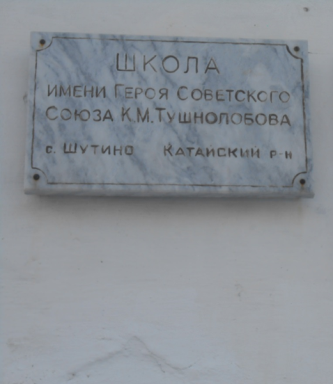 ШКОЛА
ИМЕНИ ГЕРОЯ СОВЕТСКОГО
СОЮЗА К.М.ТУШНОЛОБОВА
с. ШУТИНО КАТАЙСКИЙ р-н